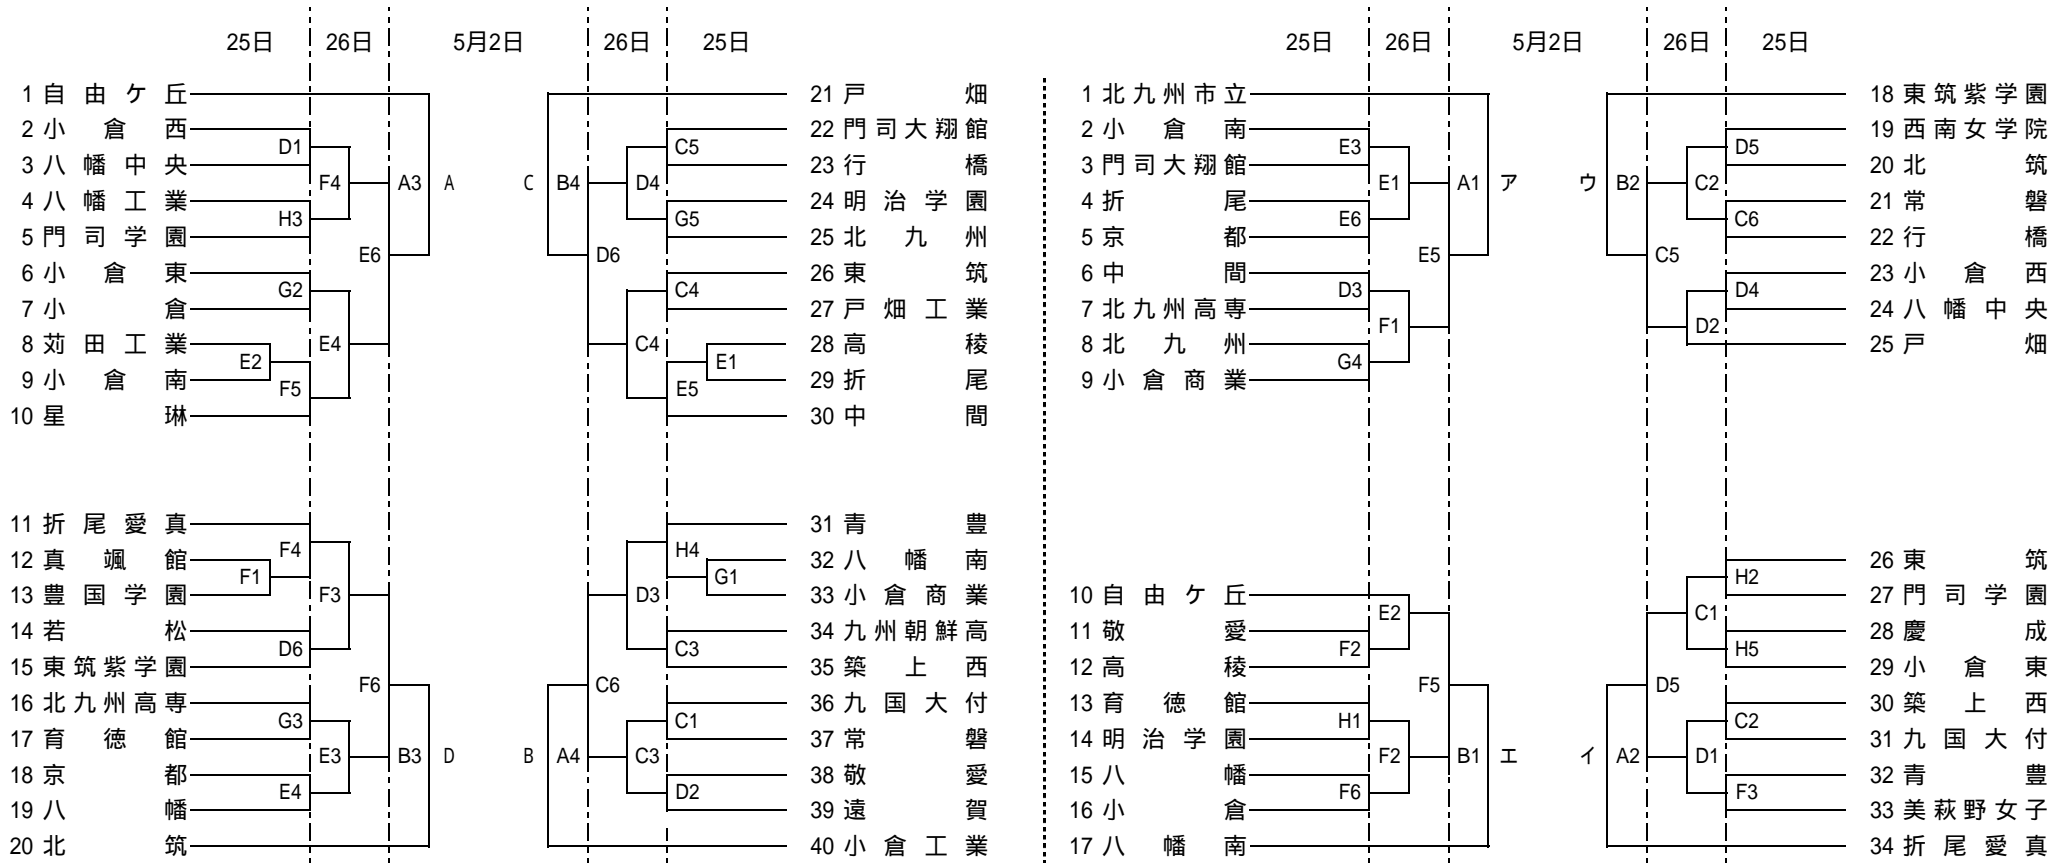 25日 26日 5月2日 26日 25日
1 自由ケ丘
2 小倉西
D1
3 八幡中央
F4 A3 A
4 八幡工業
H3
5 門司学園
E6
6 小倉東
G2
7 小倉
8 苅田工業
E4
E2
9 小倉南
F5
10 星琳
11 折尾愛真
F4
12 真颯館
F1
13 豊国学園
F3
14 若松
D6
15 東筑紫学園
F6
16 北九州高専
G3
17 育徳館
E3 B3 D
18 京都
E4
19 八幡
20 北筑
21 戸畑
22 門司大翔館
C5
23 行橋
C B4 D4
24 明治学園
G5
25 北九州
D6
26 東筑
C4
27 戸畑工業
C4
28 高稜
E1
29 折尾
E5
30 中間
31 青豊
H4
32 八幡南
G1
33 小倉商業
D3
34 九州朝鮮高
C3
35 築上西
C6
36 九国大付
C1
37 常磐
B A4 C3
38 敬愛
D2
39 遠賀
40 小倉工業
25日 26日 5月2日 26日 25日
1 北九州市立
2 小倉南
E3
3 門司大翔館
E1 A1 ア
4 折尾
E6
5 京都
E5
6 中間
D3
7 北九州高専
F1
8 北九州
G4
9 小倉商業
10 自由ケ丘
E2
11 敬愛
F2
12 高稜
F5
13 育徳館
H1
14 明治学園
F2 B1 エ
15 八幡
F6
16 小倉
17 八幡南
18 東筑紫学園
19 西南女学院
D5
20 北筑
ウ B2 C2
21 常磐
C6
22 行橋
C5
23 小倉西
D4
24 八幡中央
D2
25 戸畑
26 東筑
H2
27 門司学園
C1
28 慶成
H5
29 小倉東
D5
30 築上西
C2
31 九国大付
イ A2 D1
32 青豊
F3
33 美萩野女子
34 折尾愛真